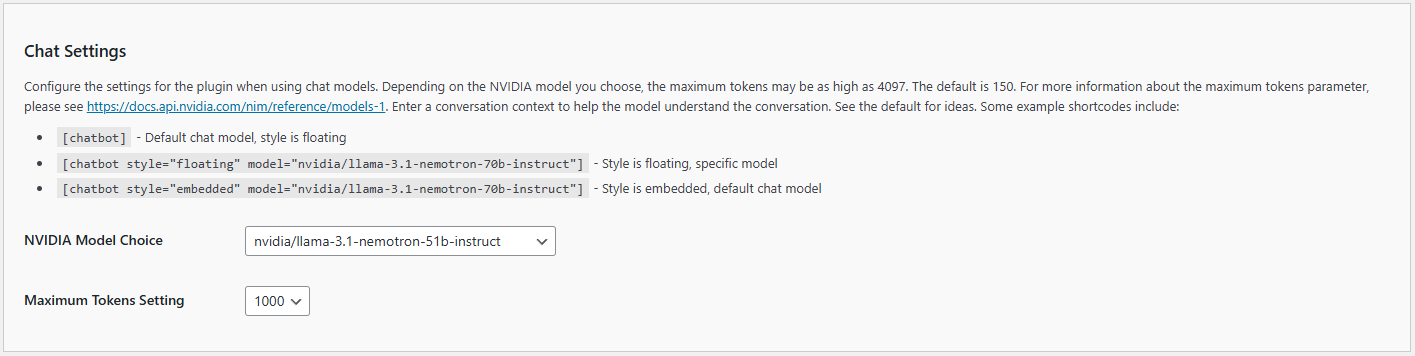 Chat Settings
Configure the settings for the plugin when using chat models. Depending on the NVIDIA model you choose, the maximum tokens may be as high as 4097. The default is 150. For more information about the maximum tokens parameter,
please see https://docs.api.nvidia.com/nim/reference/models-1. Enter a conversation context to help the model understand the conversation. See the default for ideas. Some example shortcodes include:
• [chatbot] - Default chat model, style is floating
• [chatbot style="floating" model="nvidia/llama-3.1-nemotron-70b-instruct"] - Style is floating, specific model
• [chatbot style="embedded" model="nvidia/llama-3.1-nemotron-70b-instruct"] - Style is embedded, default chat model
NVIDIA Model Choice nvidia/llama-3.1-nemotron-51b-instruct
Maximum Tokens Setting 1000